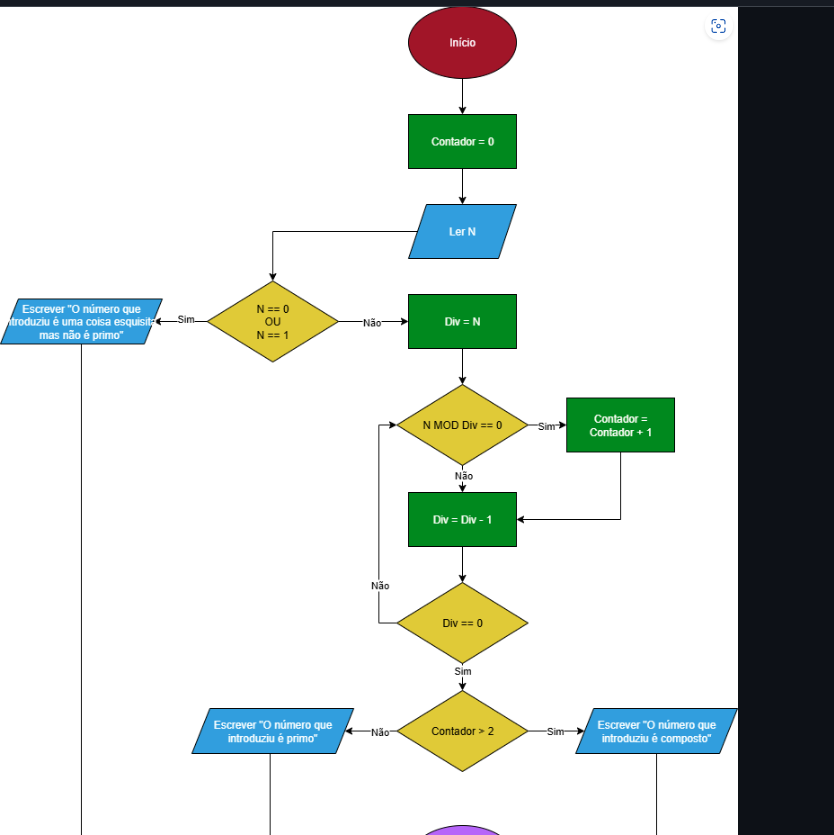 Início
Contador = 0
Ler N
N == 0
OU
N == 1
Sim
Escrever "O número que
troduziu é uma coisa esquisita
mas não é primo"
Não
Div = N
N MOD Div == 0
Sim
Contador =
Contador + 1
Não
Div = Div - 1
Não
Div == 0
Sim
Escrever "O número que
introduziu é primo"
Não
Contador > 2
Sim
Escrever "O número que
introduziu é composto"